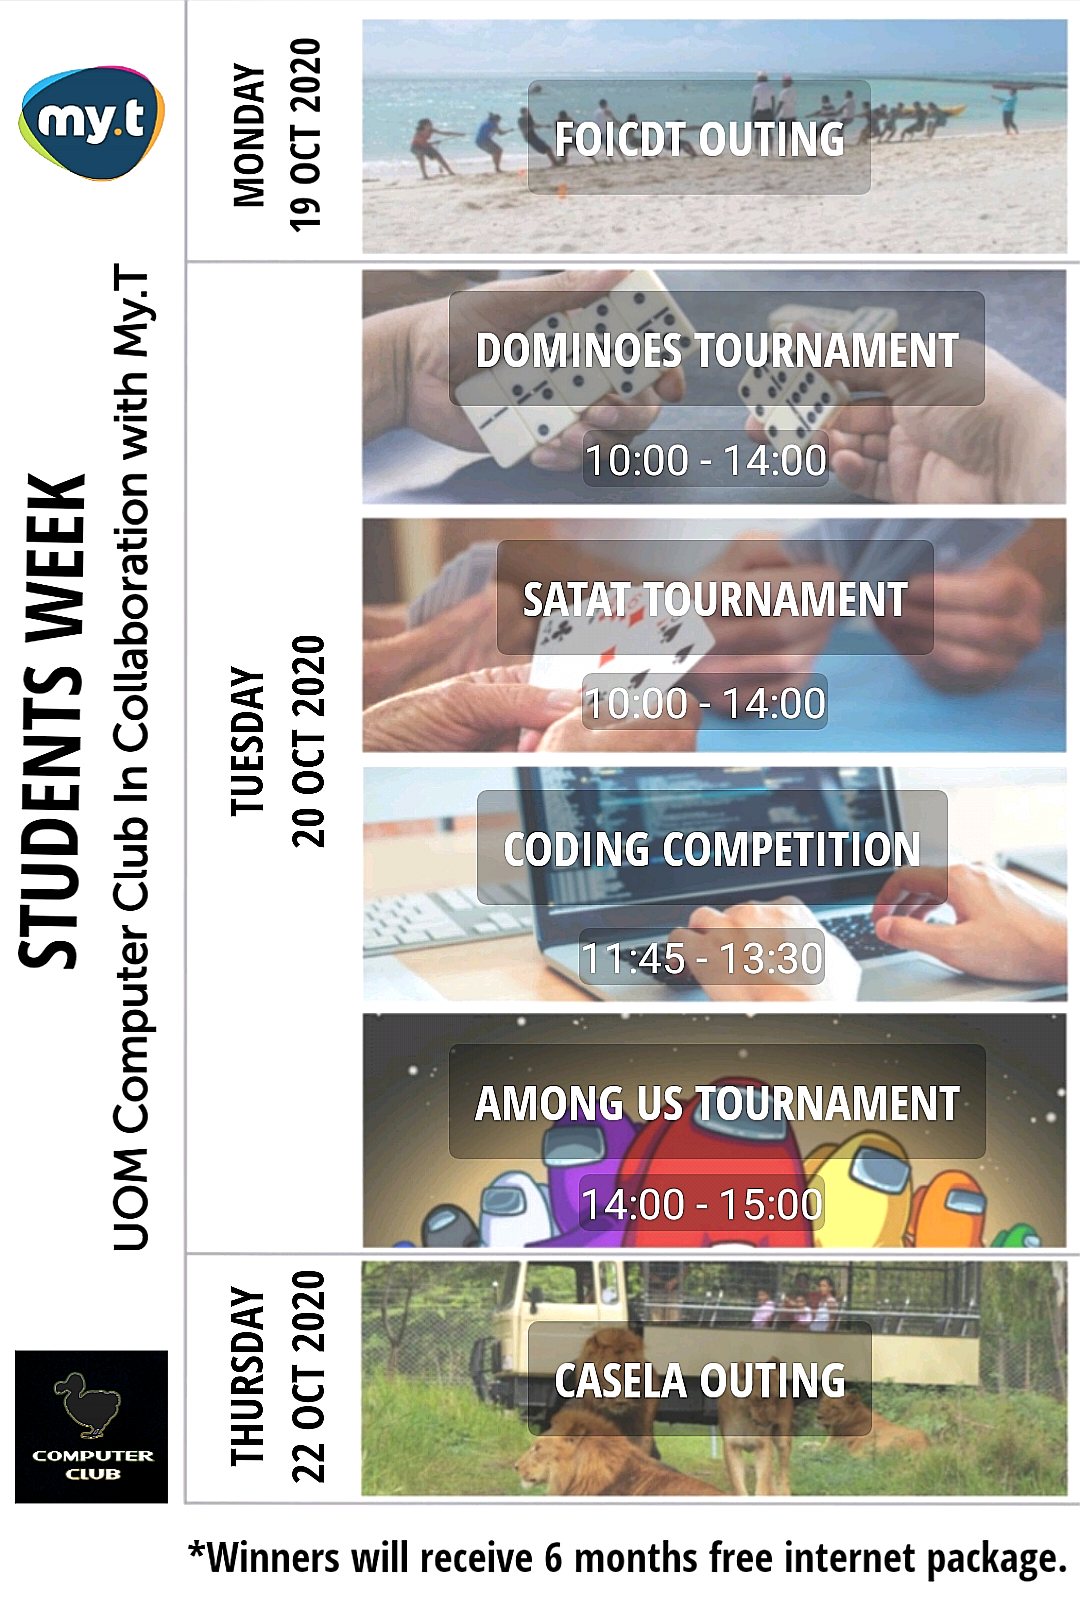 my.t
STUDENTS WEEK
UOM Computer Club In Collaboration with My.T
COMPUTER
CLUB
MONDAY
19 OCT 2020
FOICDT OUTING
TUESDAY
20 OCT 2020
DOMINOES TOURNAMENT
10:00 - 14:00
SATAT TOURNAMENT
10:00 - 14:00
CODING COMPETITION
11:45 - 13:30
AMONG US TOURNAMENT
14:00 - 15:00
THURSDAY
22 OCT 2020
CASELA OUTING
*Winners will receive 6 months free internet package.